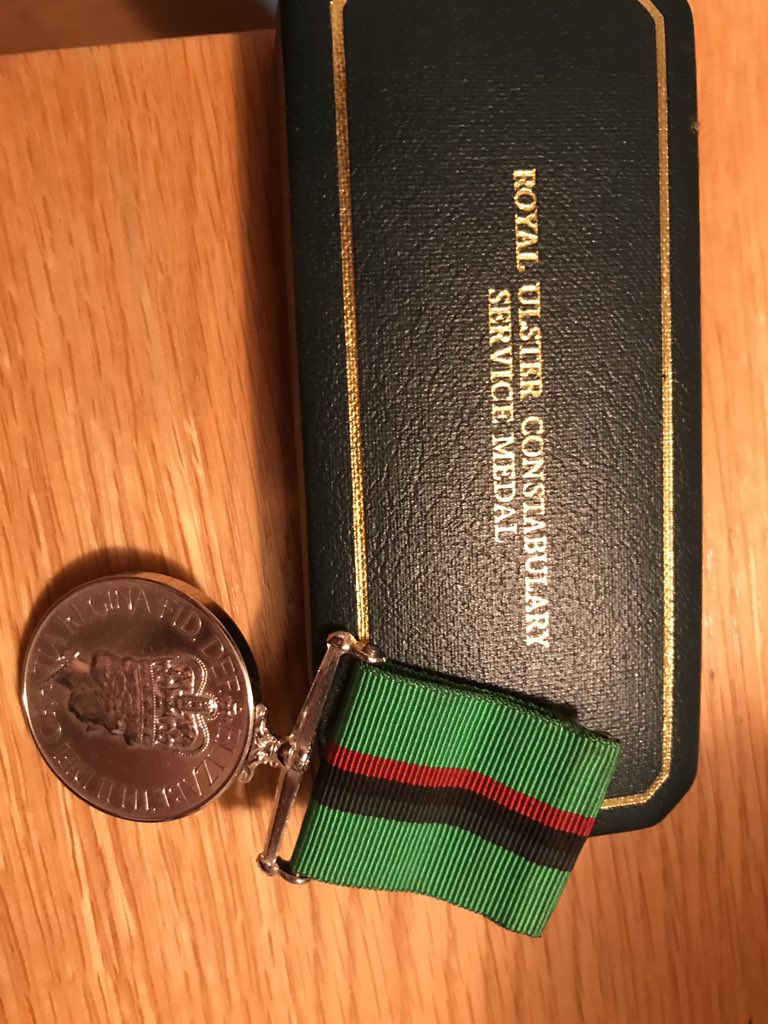 ROYAL ULSTER CONSTABULARY
SERVICE MEDAL
ELIZABETH II DEI GRATIA REGINA FID DEF